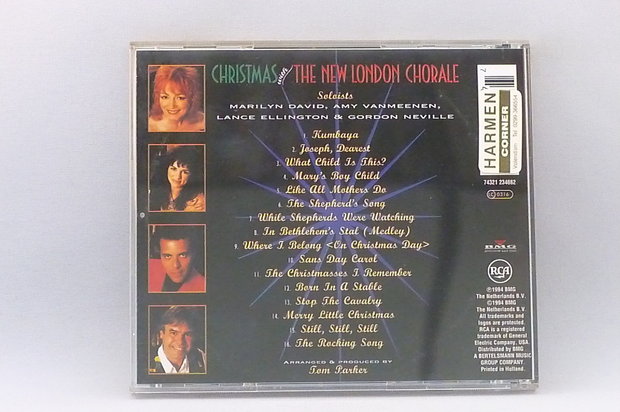 CHRISTMAS with THE NEW LONDON CHORALE
Soloists
MARILYN DAVID, AMY VANMEENEN,
LANCE ELLINGTON & GORDON NEVILLE
1. Kumbaya
2. Joseph, Dearest
3. What Child Is This?
4. Mary's Boy Child
5. Like All Mothers Do
6. The Shepherd's Song
7. While Shepherds Were Watching
8. In Bethlehem's Stal (Medley)
9. Where I Belong <On Christmas Day>
10. Sans Day Carol
11. The Christmasses I Remember
12. Born In A Stable
13. Stop The Cavalry
14. Merry Little Christmas
15. Still, Still, Still
16. The Rocking Song
ARRANGED & PRODUCED BY
Tom Parker
HARMEN
CORNER
Volendam Tel.
74321 234662
LC 0316
BMG
RCA
℗1994 BMG
The Netherlands B.V.
©1994 BMG
The Netherlands B.V.
All trademarks and
logos are protected.
RCA is a registered
trademark of General
Electric Company, USA.
Distributed by BMG
A BERTELSMANN MUSIC
GROUP COMPANY.
Printed in Holland.